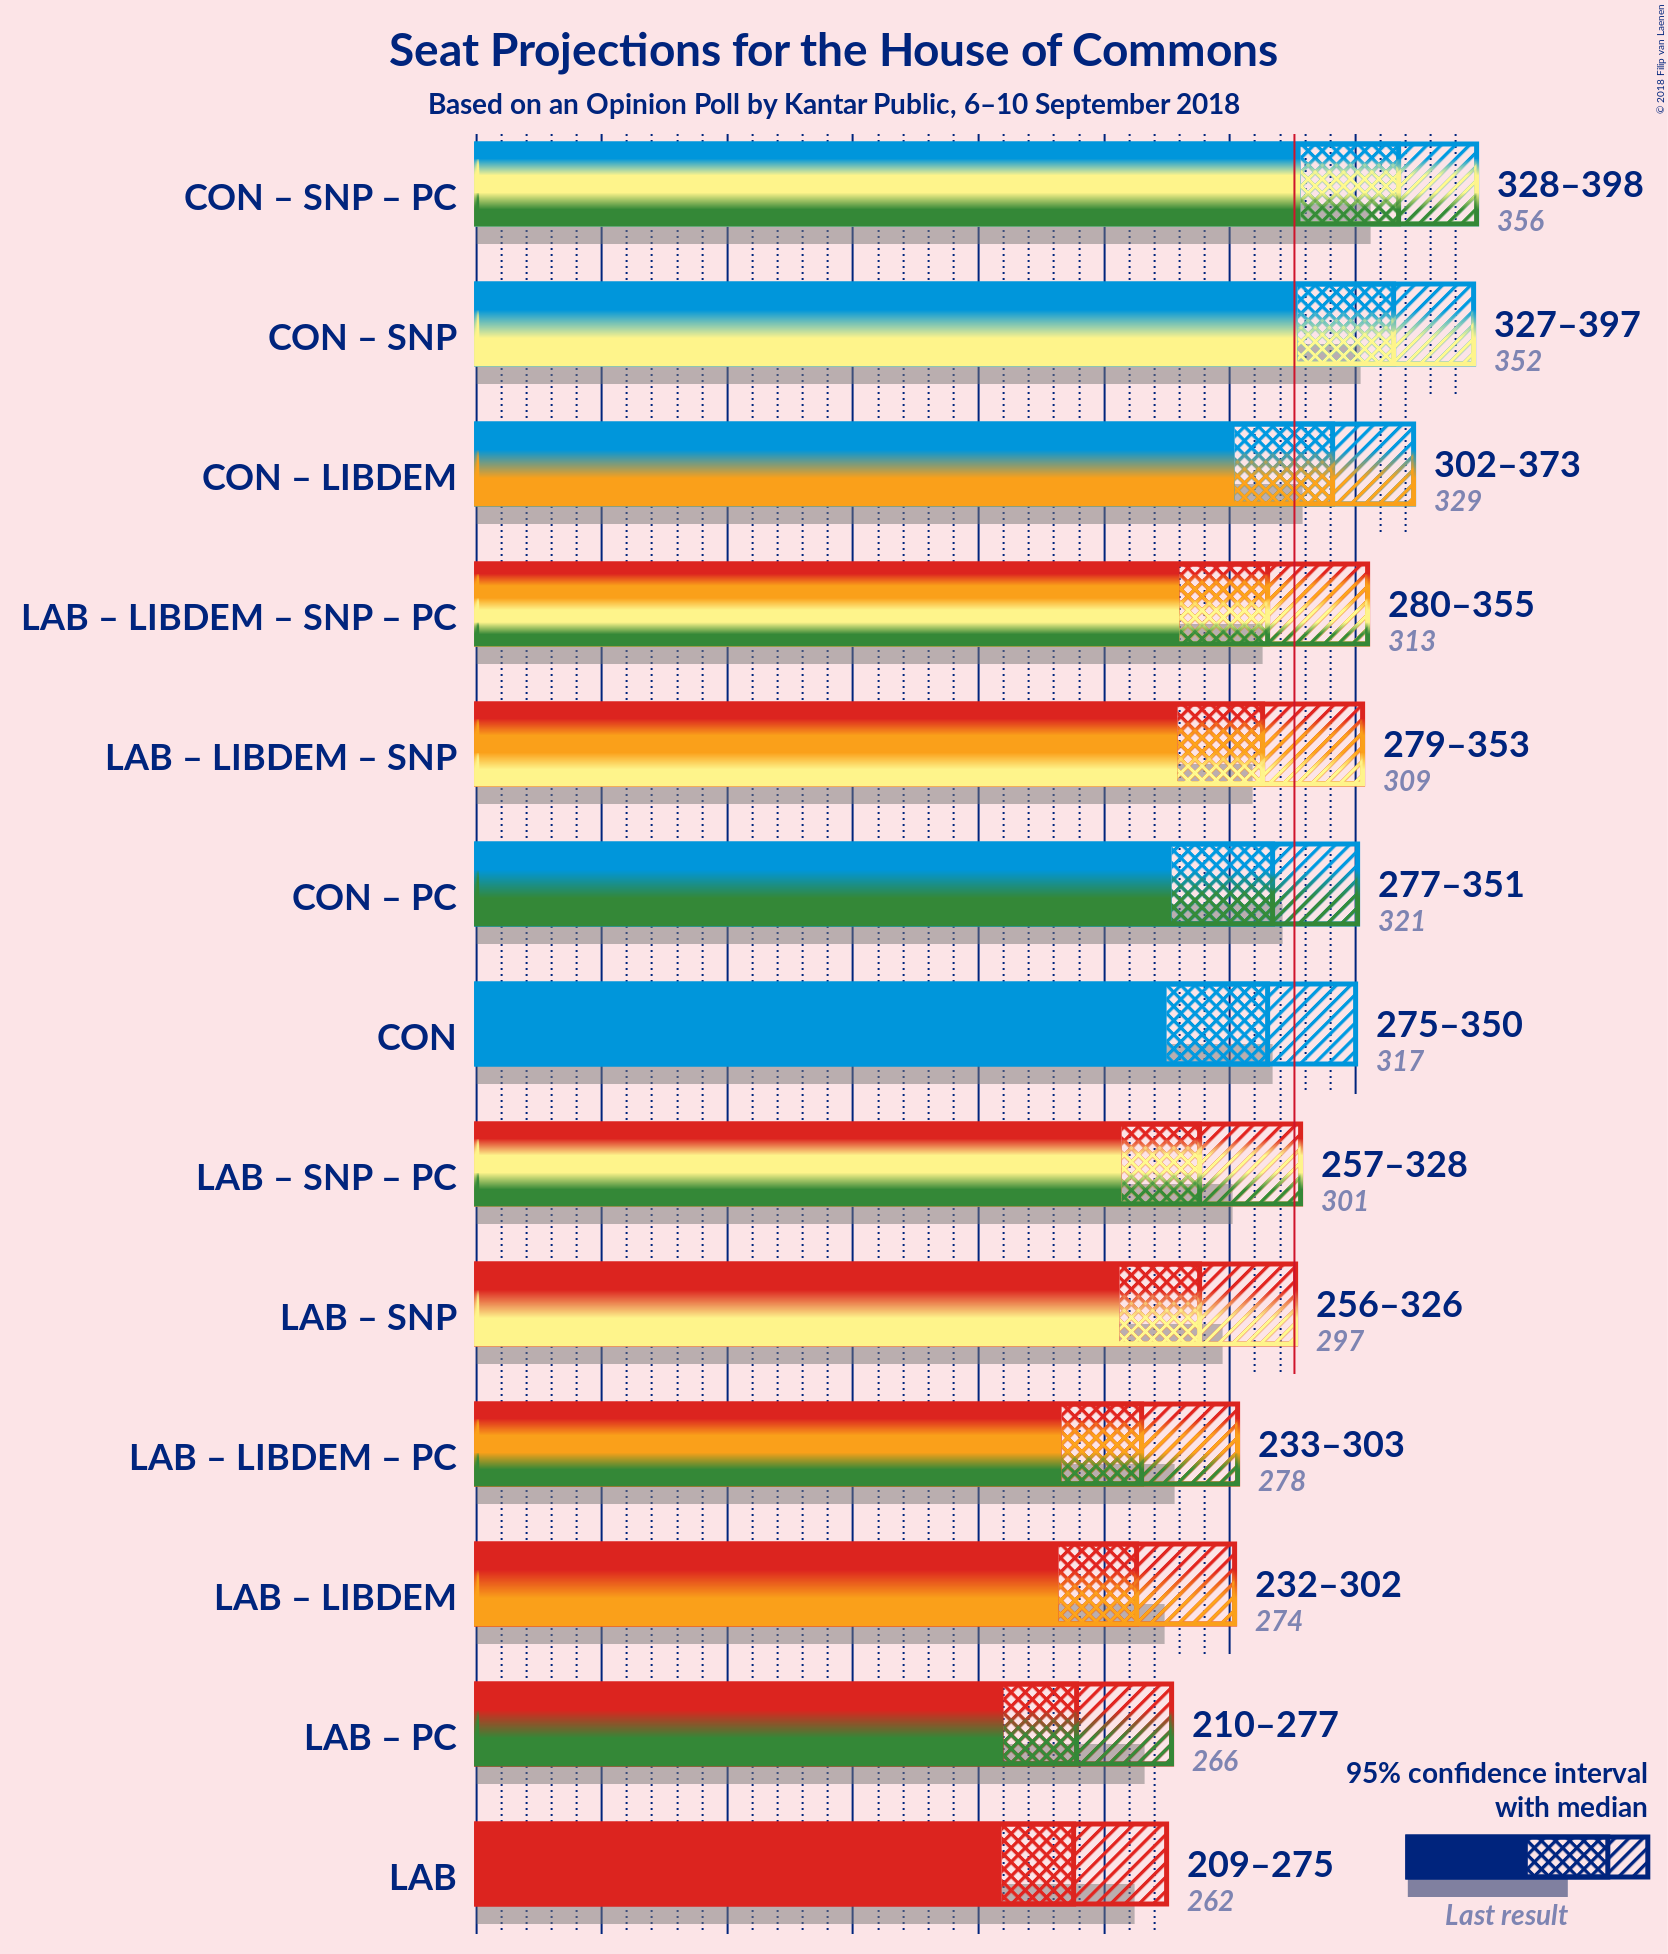 Seat Projections for the House of Commons
Based on an Opinion Poll by Kantar Public, 6–10 September 2018
© 2018 Filip van Laenen
CON – SNP – PC
328–398
356
CON – SNP
327–397
352
CON – LIBDEM
302–373
329
LAB – LIBDEM – SNP – PC
280–355
313
LAB – LIBDEM – SNP
279–353
309
CON – PC
277–351
321
CON
275–350
317
LAB – SNP – PC
257–328
301
LAB – SNP
256–326
297
LAB – LIBDEM – PC
233–303
278
LAB – LIBDEM
232–302
274
LAB – PC
210–277
266
LAB
209–275
262
95% confidence interval
with median
Last result